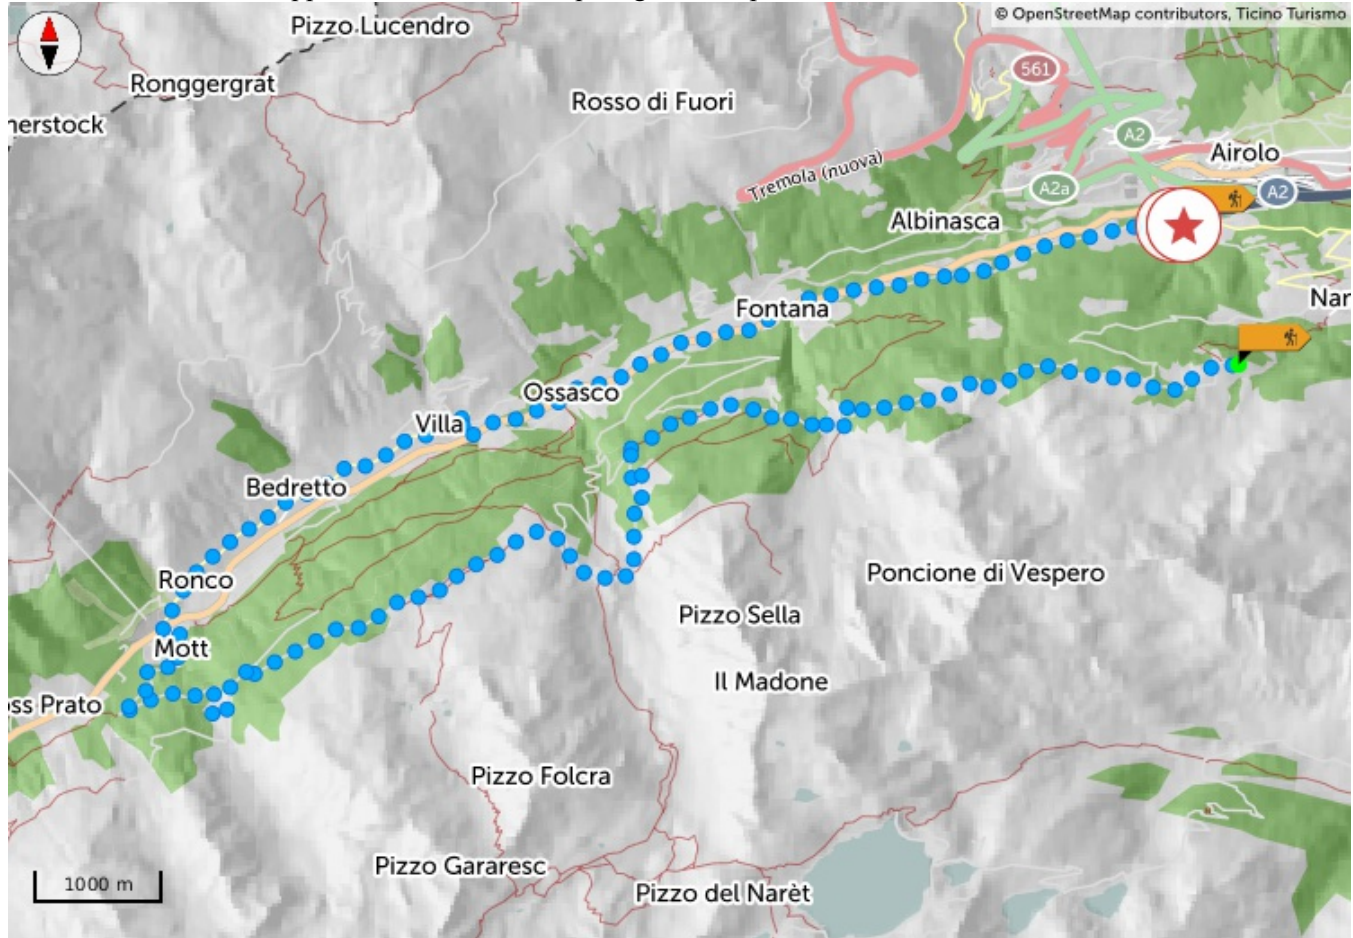 © OpenStreetMap contributors, Ticino Turismo
Pizzo Lucendro
561
Ronggergrat
Rosso di Fuori
herstock
A2
Airolo
Tremola (nuova)
A2a
A2
Albinasca
Nar
Fontana
Ossasco
Villa
Bedretto
Ronco
Poncione di Vespero
Pizzo Sella
Mott
Il Madone
oss Prato
Pizzo Folcra
Pizzo Gararesc
1000 m
Pizzo del Narèt